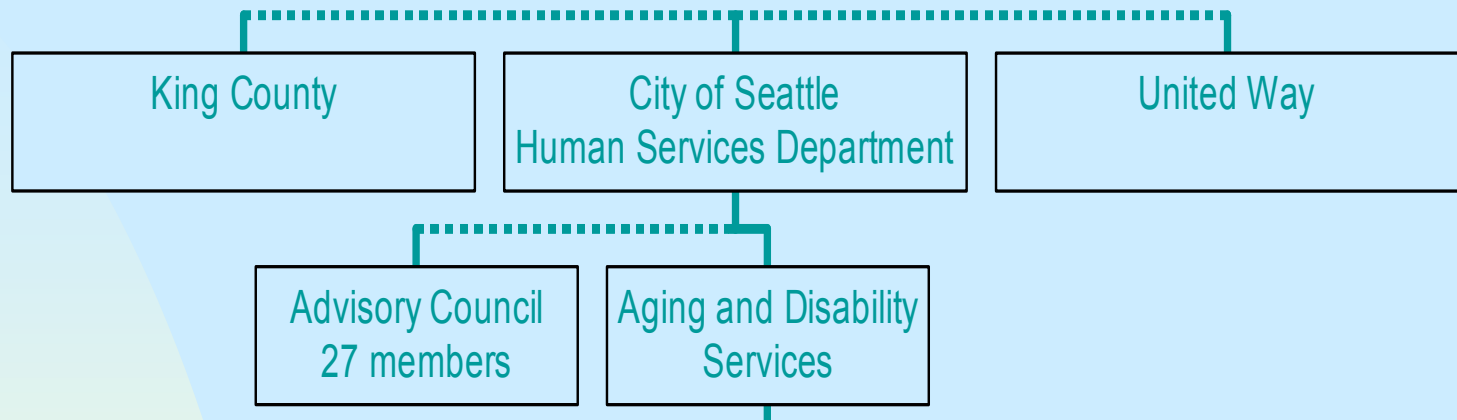 King County
City of Seattle
Human Services Department
United Way
Advisory Council
27 members
Aging and Disability
Services